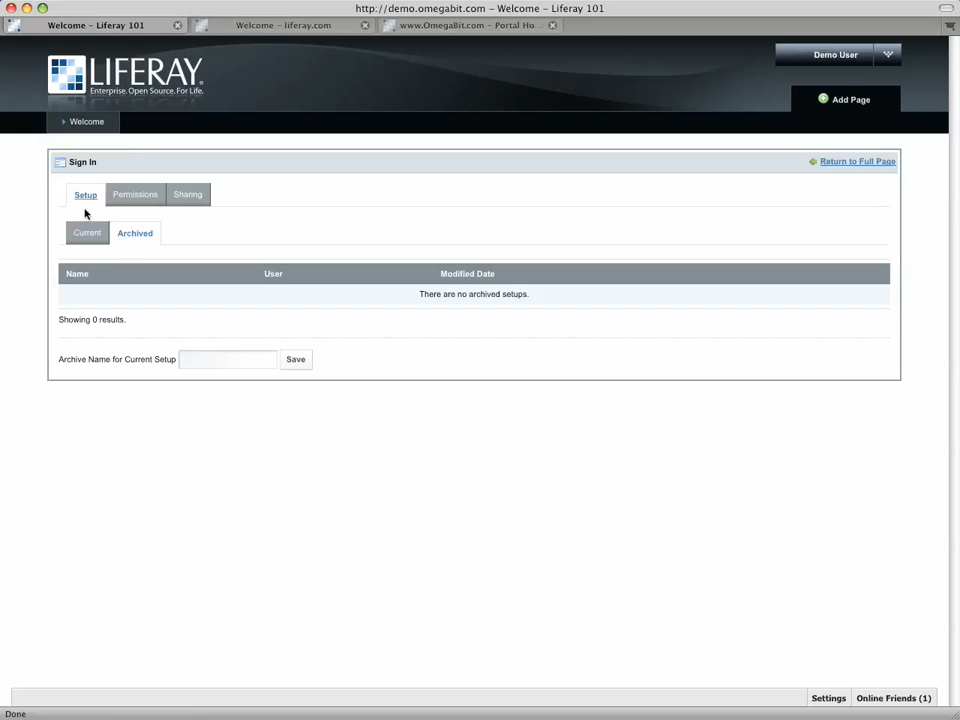 http://demo.omegabit.com – Welcome – Liferay 101
Welcome – Liferay 101
Welcome – liferay.com
www.OmegaBit.com – Portal Ho...
LIFERAY.
Enterprise. Open Source. For Life.
Demo User
Add Page
Welcome
Sign In
Return to Full Page
Setup
Permissions
Sharing
Current
Archived
Name
User
Modified Date
There are no archived setups.
Showing 0 results.
Archive Name for Current Setup
Save
Settings
Online Friends (1)
Done